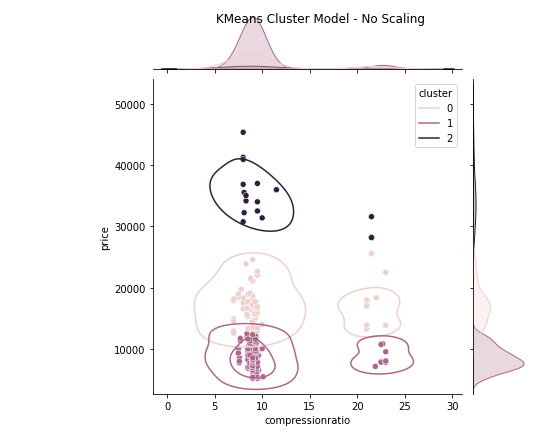 KMeans Cluster Model - No Scaling
cluster
0
1
2
50000
40000
30000
20000
10000
price
0 5 10 15 20 25 30
compressionratio